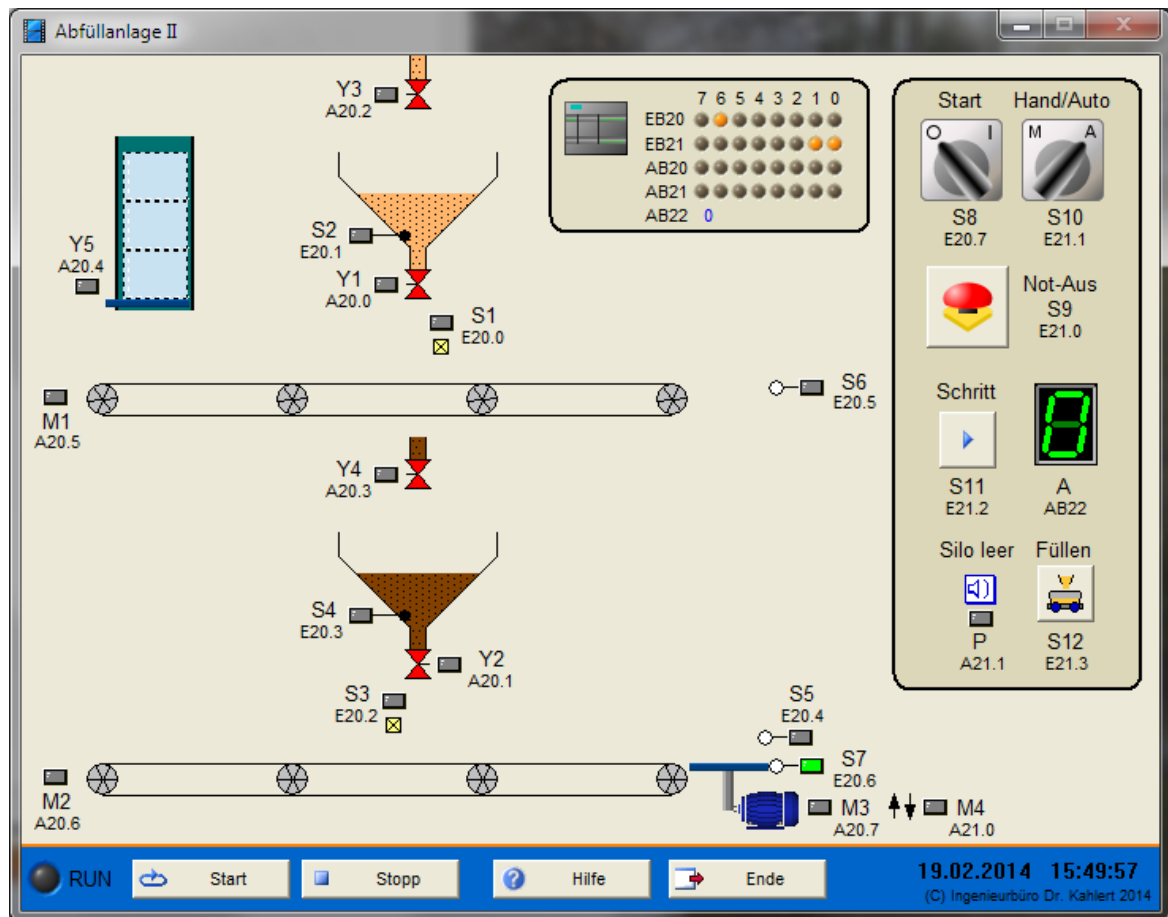 Abfüllanlage II
Y3
A20.2
7 6 5 4 3 2 1 0
EB20
EB21
AB20
AB21
AB22 0
Start Hand/Auto
O I M A
S8 S10
E20.7 E21.1
Y5
A20.4
S2
E20.1
Y1
A20.0
S1
E20.0
Not-Aus
S9
E21.0
M1
A20.5
S6
E20.5
Schritt
Y4
A20.3
S11 A
E21.2 AB22
Silo leer Füllen
S4
E20.3
Y2
A20.1
P S12
A21.1 E21.3
S3
E20.2
S5
E20.4
S7
E20.6
M2
A20.6
M3
A20.7
M4
A21.0
RUN Start Stopp Hilfe Ende
19.02.2014 15:49:57
(C) Ingenieurbüro Dr. Kahlert 2014